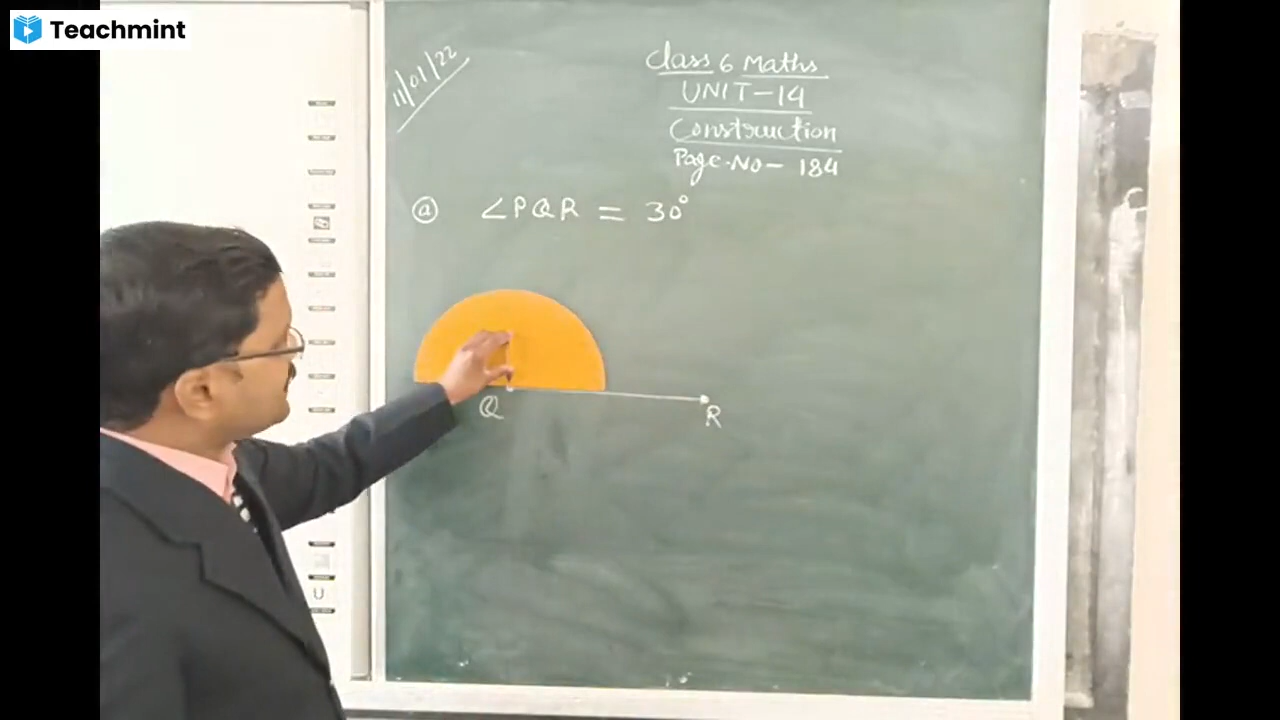 Teachmint
11/01/22
Class 6 Maths
UNIT-14
Construction
Page.No- 184
ⓐ ∠PQR = 30°
Q
R
U